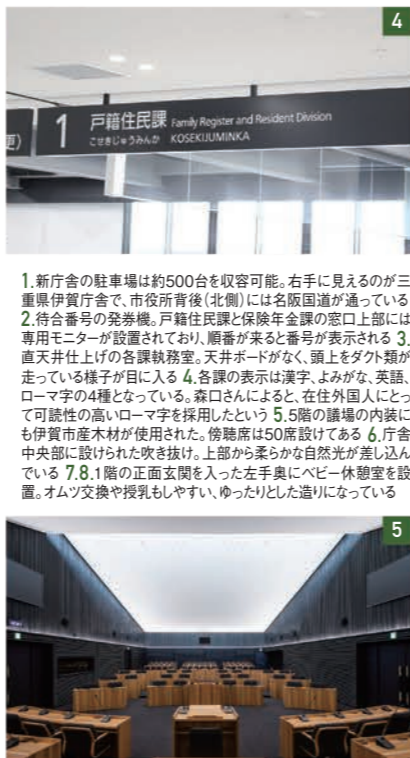 4
更）
1 戸籍住民課 Family Register and Resident Division
こせきじゅうみんか KOSEKIJUMINKA
1.新庁舎の駐車場は約500台を収容可能。右手に見えるのが三
重県伊賀庁舎で、市役所背後（北側）には名阪国道が通っている
2.待合番号の発券機。戸籍住民課と保険年金課の窓口上部には
専用モニターが設置されており、順番が来ると番号が表示される 3.
直天井仕上げの各課執務室。天井ボードがなく、頭上をダクト類が
走っている様子が目に入る 4.各課の表示は漢字、よみがな、英語、
ローマ字の4種となっている。森口さんによると、在住外国人にとっ
て可読性の高いローマ字を採用したという 5.5階の議場の内装に
も伊賀市産木材が使用された。傍聴席は50席設けてある 6.庁舎
中央部に設けられた吹き抜け。上部から柔らかな自然光が差し込ん
でいる 7.8.1階の正面玄関を入った左手奥にベビー休憩室を設
置。オムツ交換や授乳もしやすい、ゆったりとした造りになっている
5